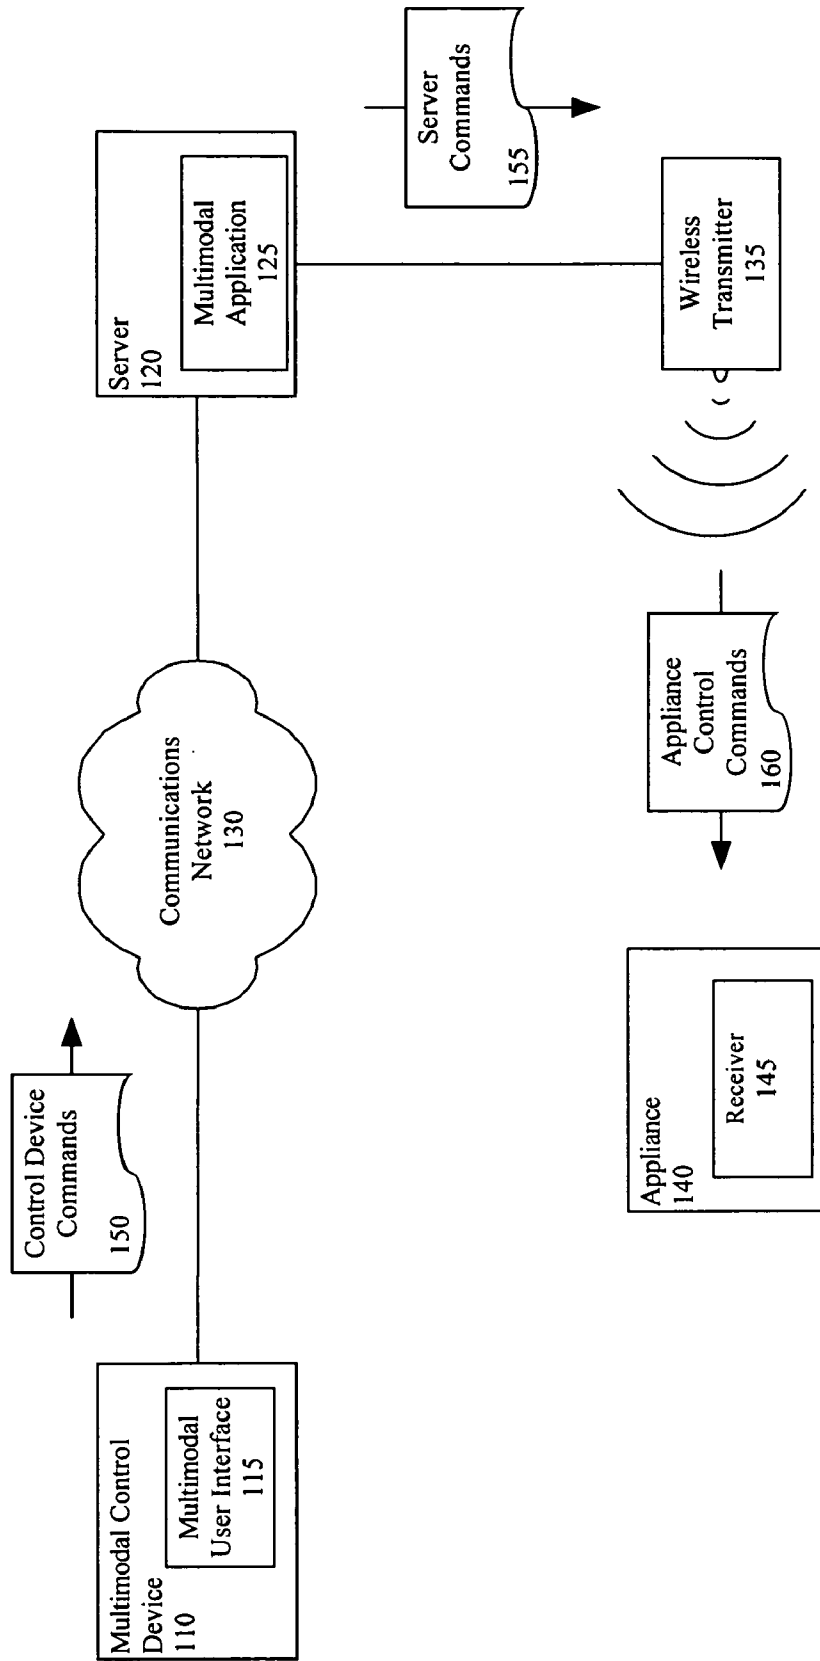 Control Device
Commands
150
Multimodal Control
Device
110
Multimodal
User Interface
115
Communications
Network
130
Server
120
Multimodal
Application
125
Server
Commands
155
Appliance
140
Receiver
145
Appliance
Control
Commands
160
Wireless
Transmitter
135